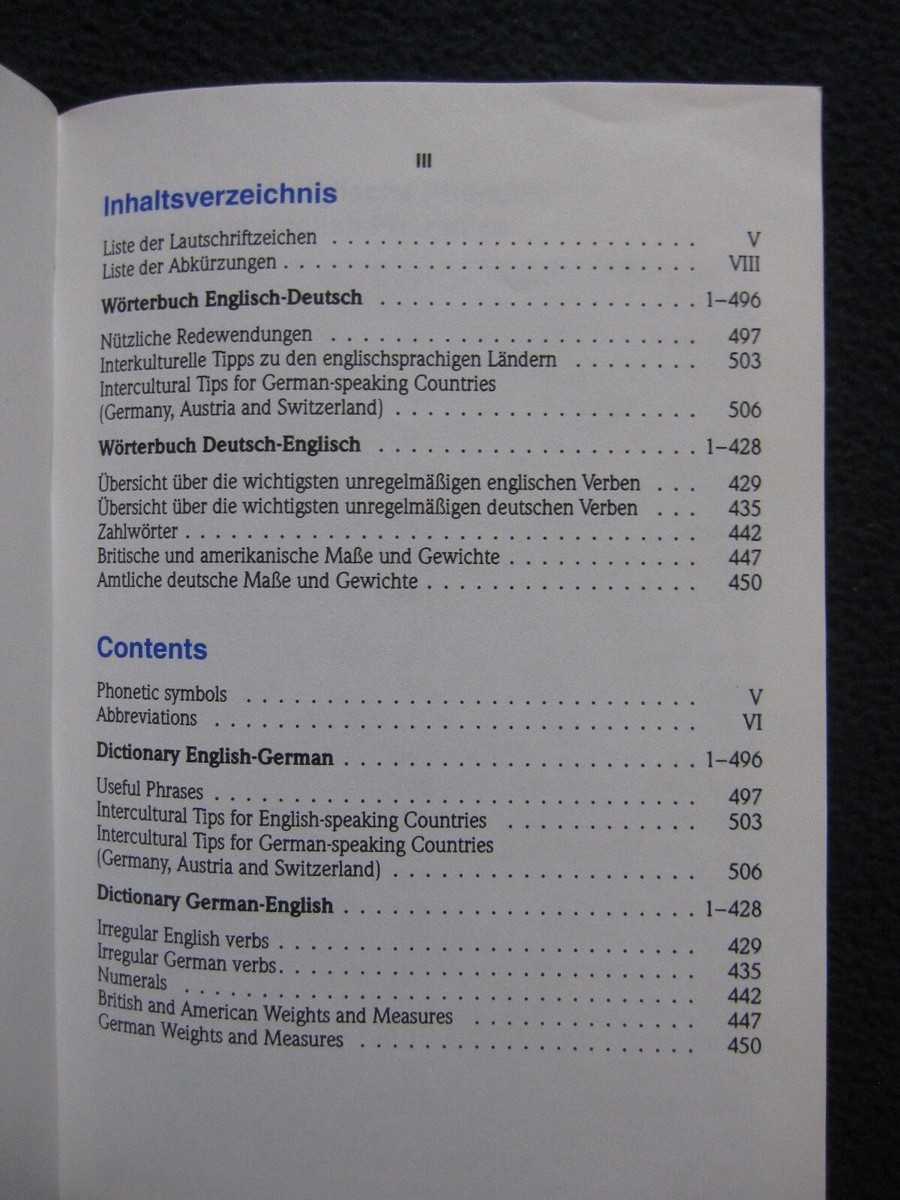 III
Inhaltsverzeichnis
Liste der Lautschriftzeichen . . . . . . . . . . . . . . . . . . . . . . . V
Liste der Abkürzungen . . . . . . . . . . . . . . . . . . . . . . . . . . VIII
Wörterbuch Englisch-Deutsch . . . . . . . . . . . . . . . . . . . . 1–496
Nützliche Redewendungen . . . . . . . . . . . . . . . . . . . . . . . 497
Interkulturelle Tipps zu den englischsprachigen Ländern . . . . . . . . 503
Intercultural Tips for German-speaking Countries
(Germany, Austria and Switzerland) . . . . . . . . . . . . . . . . . . . 506
Wörterbuch Deutsch-Englisch . . . . . . . . . . . . . . . . . . . . 1–428
Übersicht über die wichtigsten unregelmäßigen englischen Verben . . . 429
Übersicht über die wichtigsten unregelmäßigen deutschen Verben . . . 435
Zahlwörter . . . . . . . . . . . . . . . . . . . . . . . . . . . . . . . . 442
Britische und amerikanische Maße und Gewichte . . . . . . . . . . . . 447
Amtliche deutsche Maße und Gewichte . . . . . . . . . . . . . . . . . 450
Contents
Phonetic symbols . . . . . . . . . . . . . . . . . . . . . . . . . . . . V
Abbreviations . . . . . . . . . . . . . . . . . . . . . . . . . . . . . . VI
Dictionary English-German . . . . . . . . . . . . . . . . . . . . . . 1–496
Useful Phrases . . . . . . . . . . . . . . . . . . . . . . . . . . . . . . 497
Intercultural Tips for English-speaking Countries . . . . . . . . . . . . 503
Intercultural Tips for German-speaking Countries
(Germany, Austria and Switzerland) . . . . . . . . . . . . . . . . . . . 506
Dictionary German-English . . . . . . . . . . . . . . . . . . . . . . 1–428
Irregular English verbs . . . . . . . . . . . . . . . . . . . . . . . . . . 429
Irregular German verbs . . . . . . . . . . . . . . . . . . . . . . . . . . 435
Numerals . . . . . . . . . . . . . . . . . . . . . . . . . . . . . . . . 442
British and American Weights and Measures . . . . . . . . . . . . . . 447
German Weights and Measures . . . . . . . . . . . . . . . . . . . . . 450